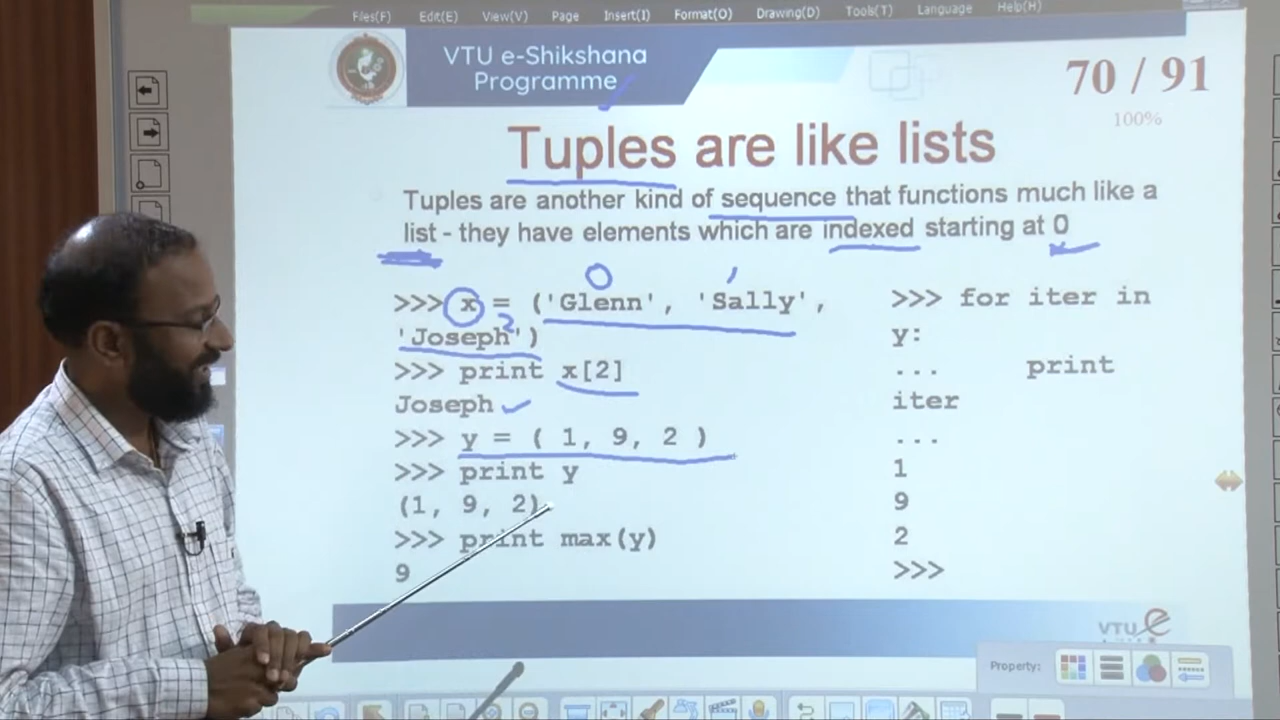 Files(F) Edit(E) View(V) Page Insert(I) Format(O) Drawing(D) Tools(T) Language Help(H)
VTU e-Shikshana
Programme
70 / 91
100%
Tuples are like lists
Tuples are another kind of sequence that functions much like a
list - they have elements which are indexed starting at 0
0 ,
>>> x = ('Glenn', 'Sally',
2
'Joseph')
>>> print x[2]
Joseph
>>> y = ( 1, 9, 2 )
>>> print y
(1, 9, 2)
>>> print max(y)
9
>>> for iter in
y:
... print
iter
...
1
9
2
>>>
VTU e
Property: